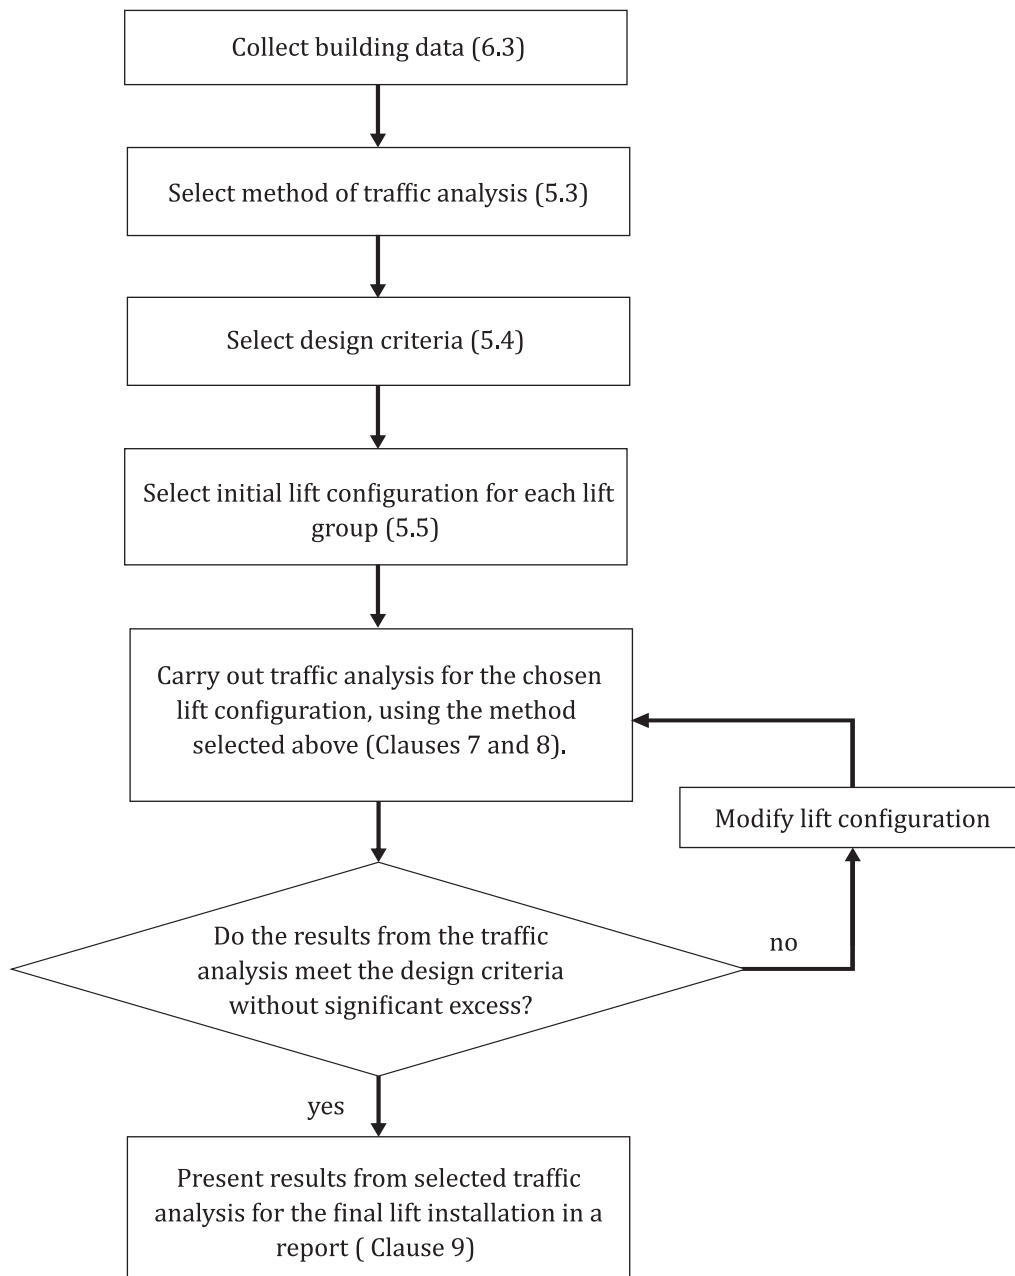 Collect building data (6.3)
Select method of traffic analysis (5.3)
Select design criteria (5.4)
Select initial lift configuration for each lift
group (5.5)
Carry out traffic analysis for the chosen
lift configuration, using the method
selected above (Clauses 7 and 8).
Modify lift configuration
Do the results from the traffic
analysis meet the design criteria
without significant excess?
no
yes
Present results from selected traffic
analysis for the final lift installation in a
report ( Clause 9)